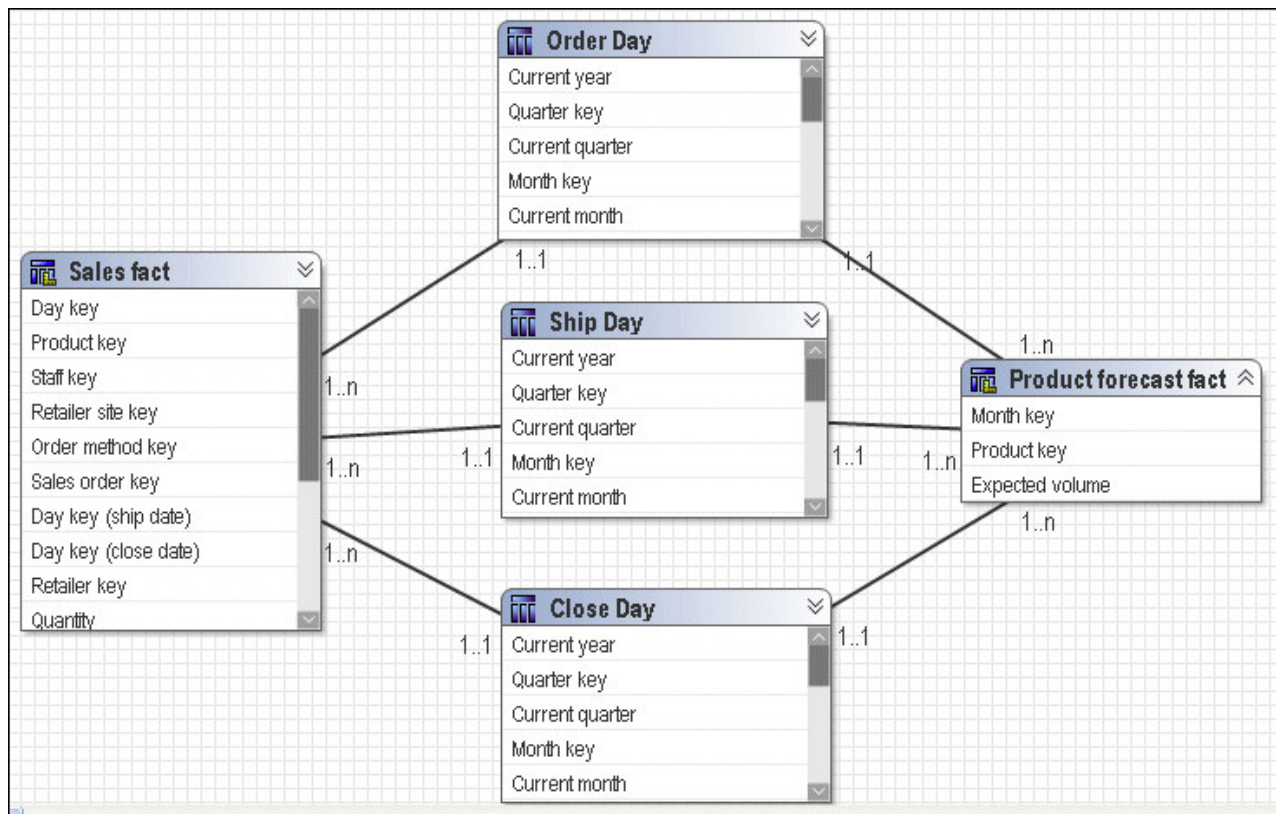 Order Day
Current year
Quarter key
Current quarter
Month key
Current month
1..1
1..1
Sales fact
Day key
Product key
Staff key
Retailer site key
Order method key
Sales order key
Day key (ship date)
Day key (close date)
Retailer key
Quantity
1..n
1..n
1..n
Ship Day
Current year
Quarter key
Current quarter
Month key
Current month
1..1
1..1
1..n
Product forecast fact
Month key
Product key
Expected volume
1..n
1..n
Close Day
Current year
Quarter key
Current quarter
Month key
Current month
1..1
1..1